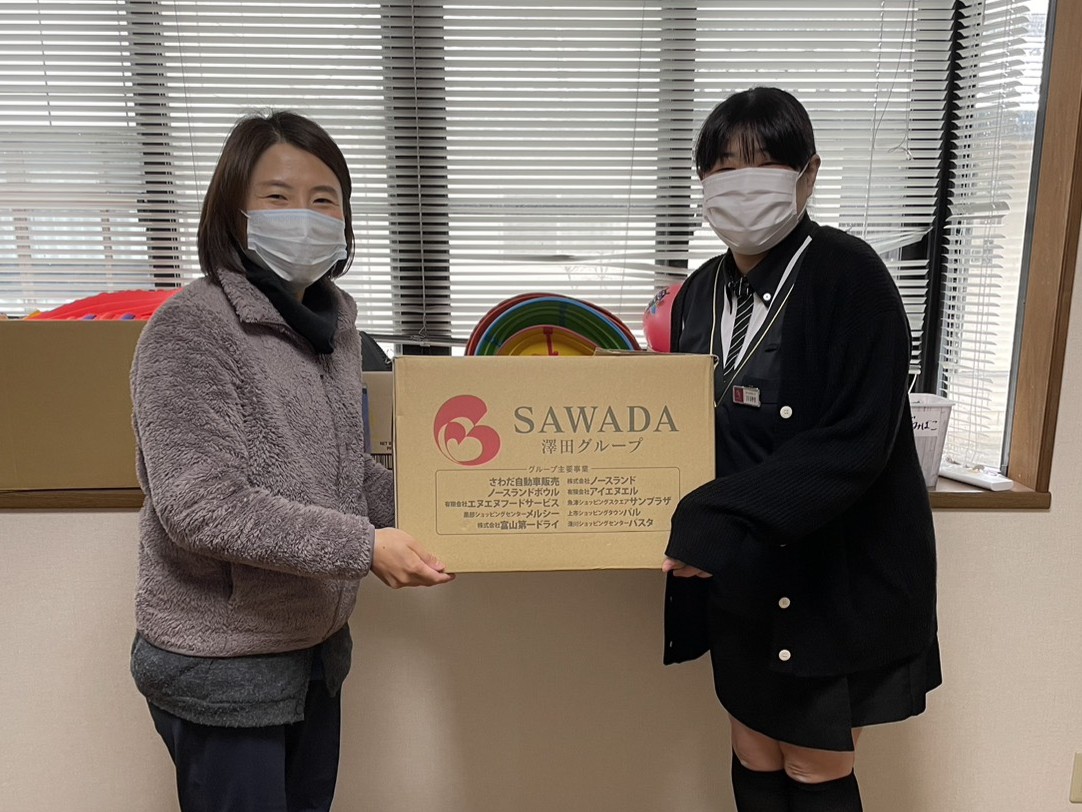 SAWADA
澤田グループ
グループ主要事業
さわだ自動車販売 株式会社ノースランド
ノースランドボウル 有限会社アイエヌエル
有限会社エヌエヌフードサービス 魚津ショッピングスクエアサンプラザ
黒部ショッピングセンターメルシー 上市ショッピングタウンパル
株式会社富山第一ドライ 滑川ショッピングセンターパスタ